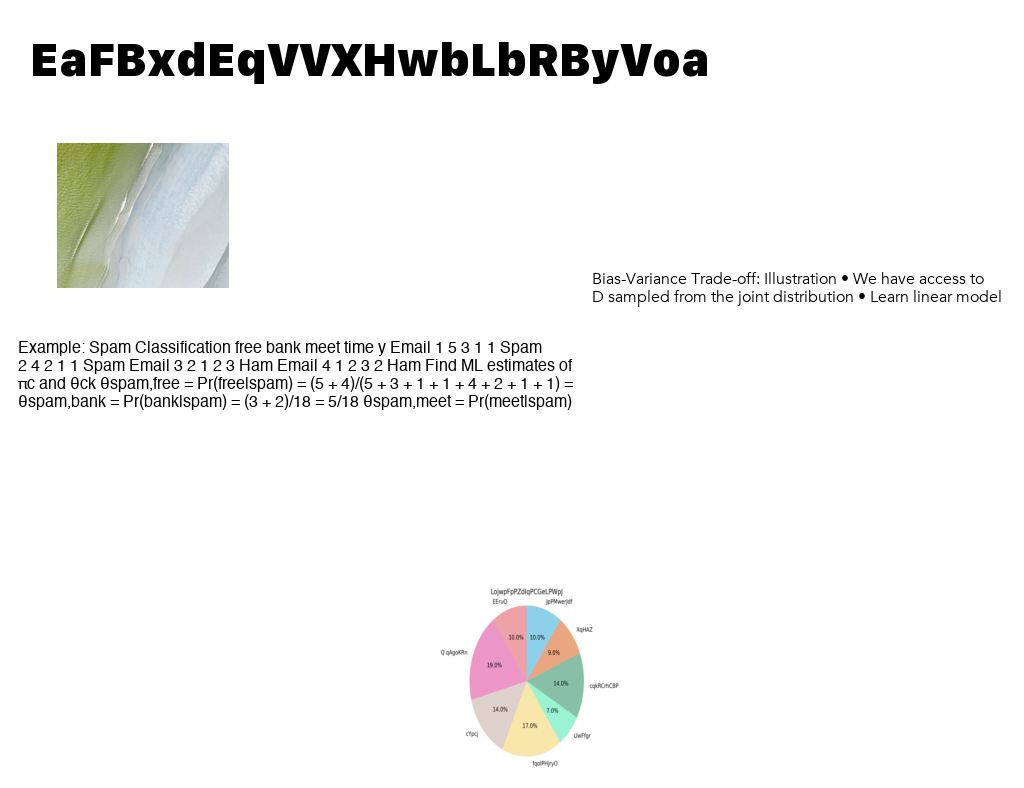 EaFBxdEqVVXHwbLbRByVoa
Bias-Variance Trade-off: Illustration • We have access to
D sampled from the joint distribution • Learn linear model
Example: Spam Classification free bank meet time y Email 1 5 3 1 1 Spam
2 4 2 1 1 Spam Email 3 2 1 2 3 Ham Email 4 1 2 3 2 Ham Find ML estimates of
πc and θck θspam,free = Pr(free|spam) = (5 + 4)/(5 + 3 + 1 + 1 + 4 + 2 + 1 + 1) =
θspam,bank = Pr(bank|spam) = (3 + 2)/18 = 5/18 θspam,meet = Pr(meet|spam)
EEruQ
JpPMwerjdf
XqHAZ
10.0%
10.0%
9.0%
Q qAgoKRn
19.0%
14.0%
cqkRCrhCBP
14.0%
7.0%
17.0%
cYpcj
UwFfgr
fqoIPHjryO